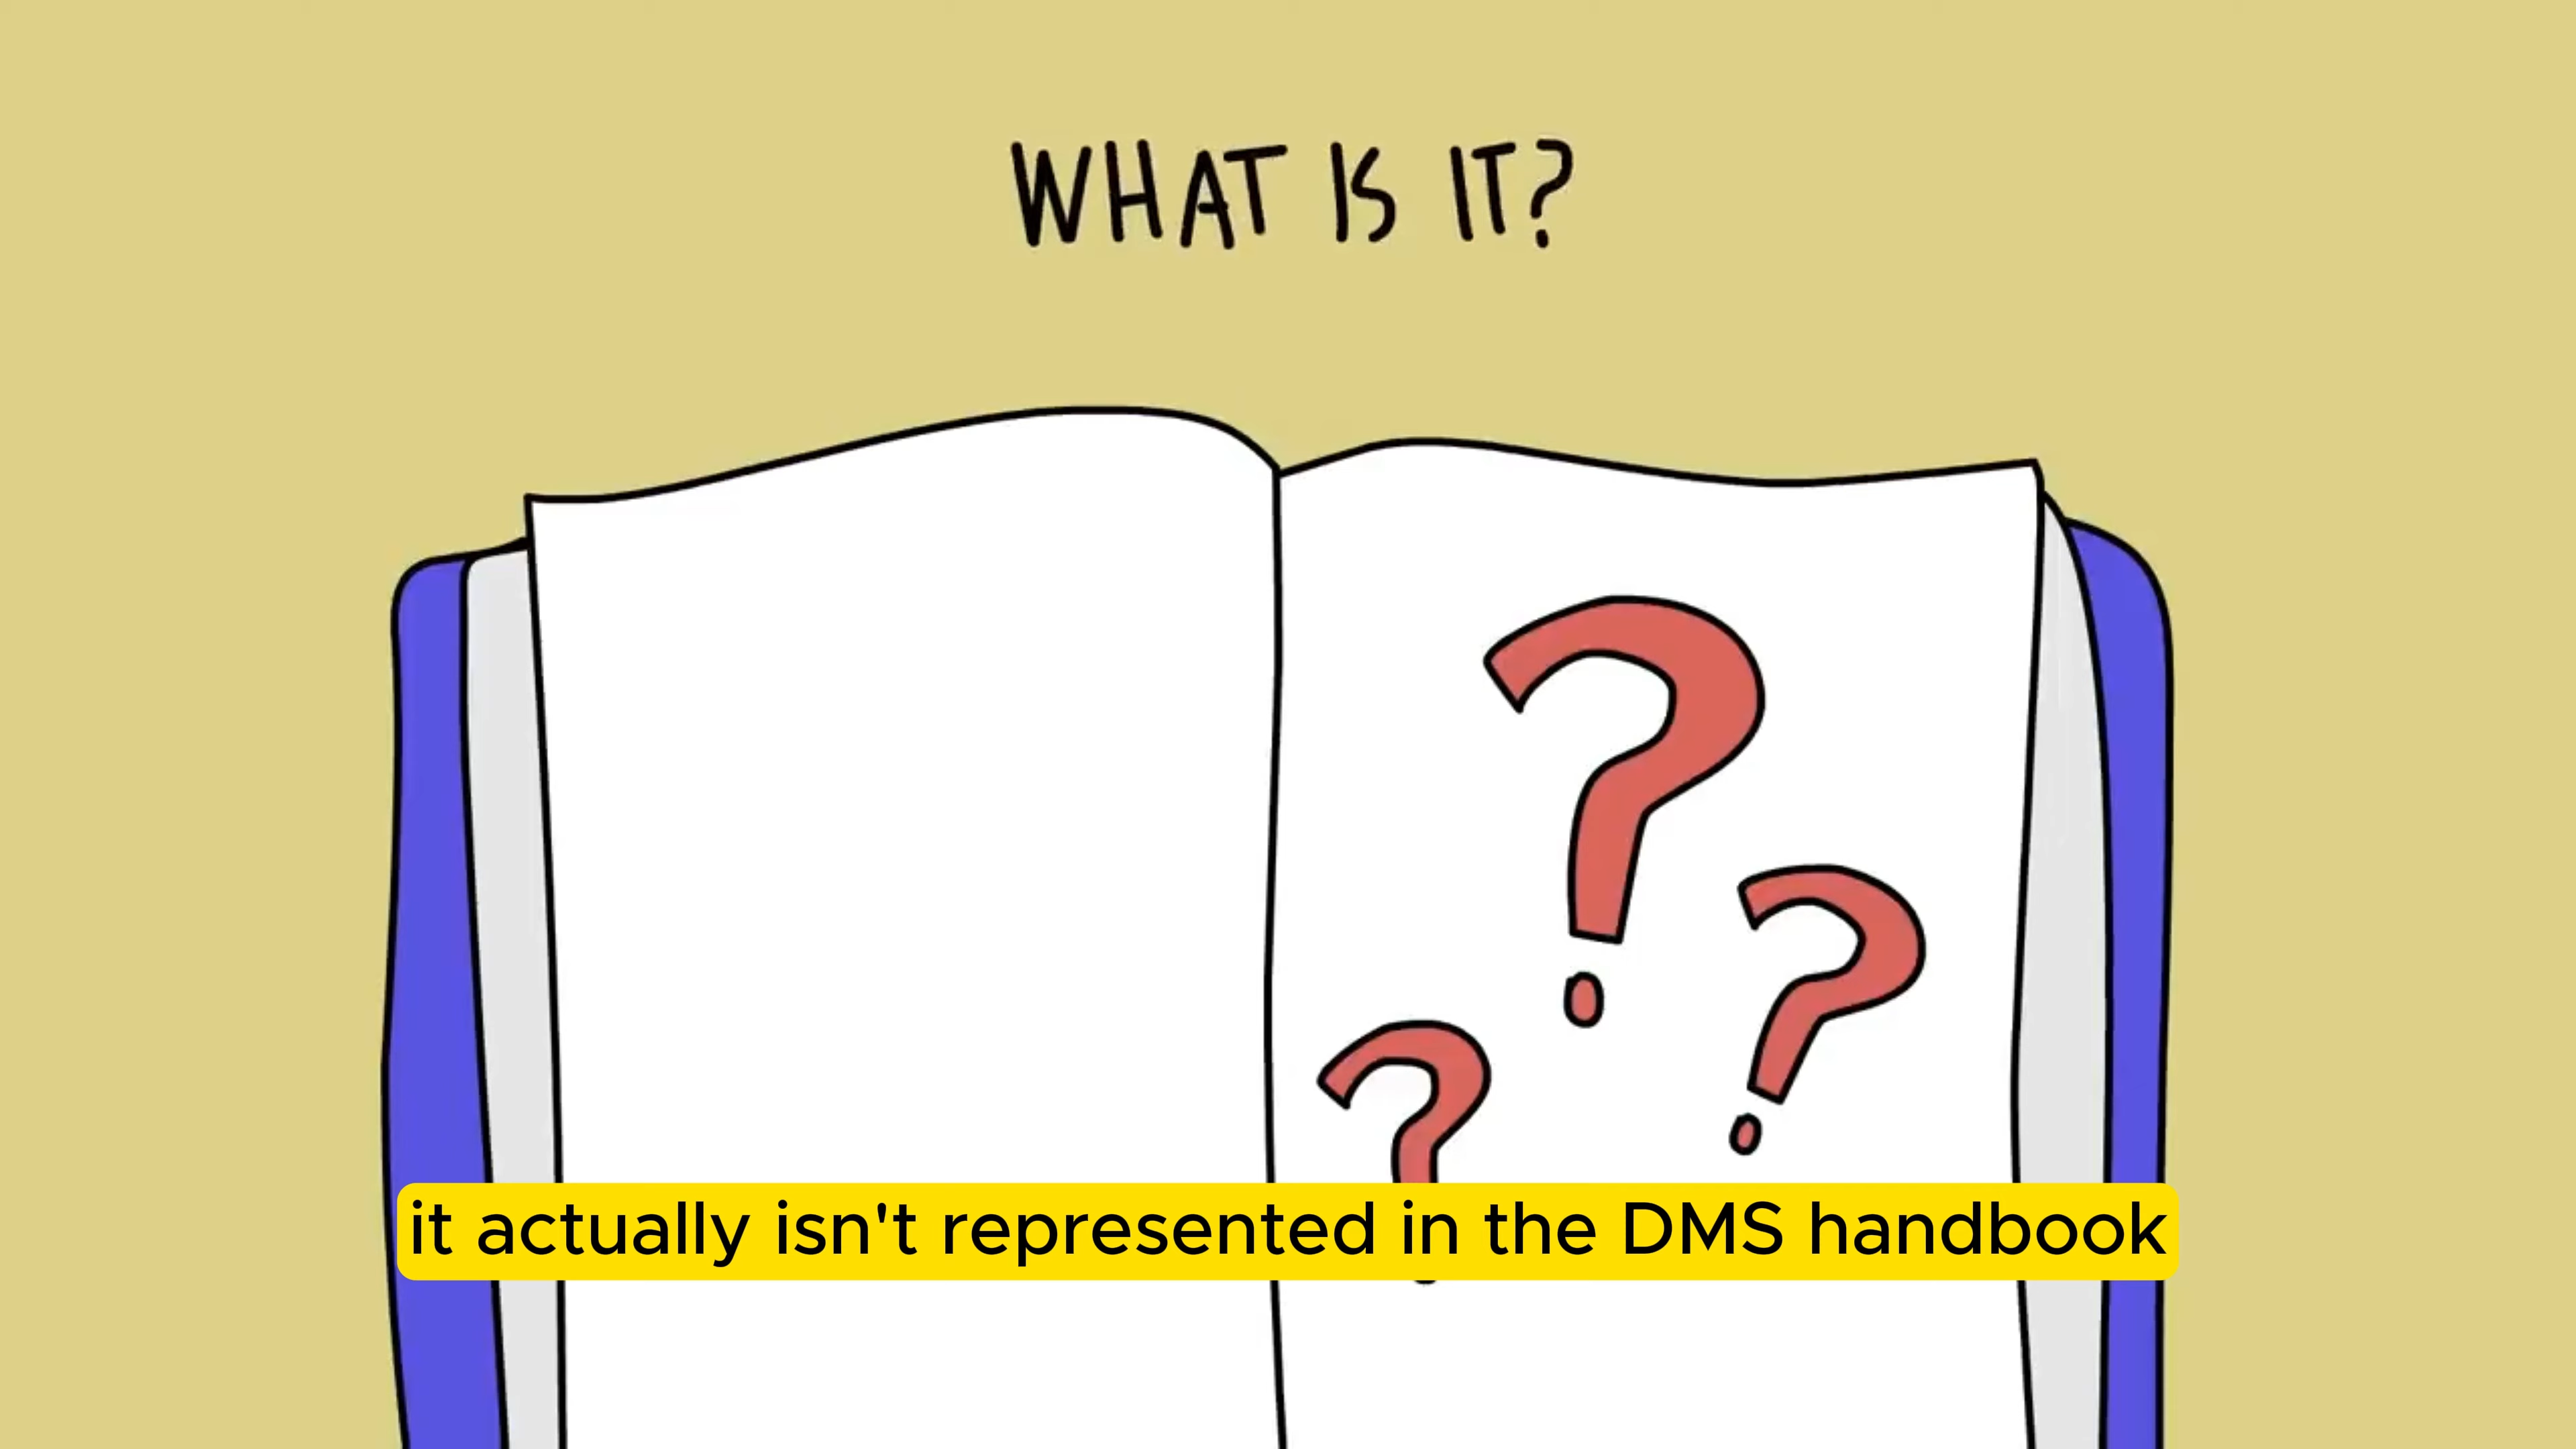 WHAT IS IT?
?
?
?
it actually isn't represented in the DMS handbook